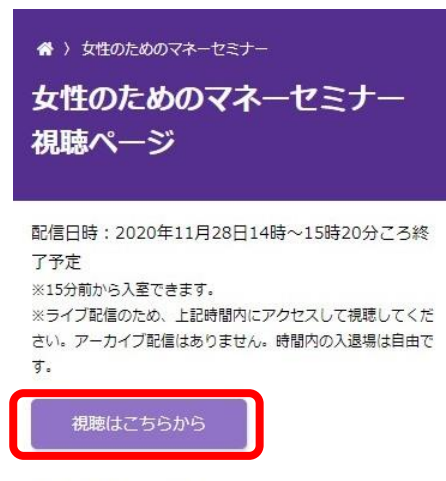 〉 女性のためのマネーセミナー
女性のためのマネーセミナー
視聴ページ
配信日時：2020年11月28日14時～15時20分ころ終
了予定
※15分前から入室できます。
※ライブ配信のため、上記時間内にアクセスして視聴してくだ
さい。アーカイブ配信はありません。時間内の入退場は自由で
す。
視聴はこちらから